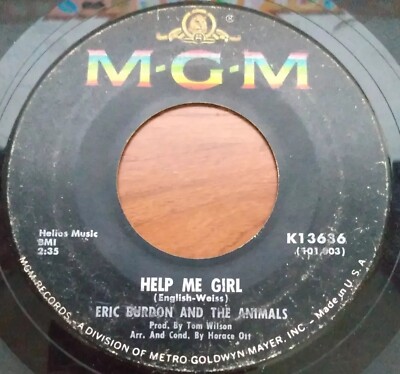 ®
M-G-M
Helios Music
BMI
2:35
K13636
(101,003)
HELP ME GIRL
(English-Weiss)
ERIC BURDON AND THE ANIMALS
Prod. By Tom Wilson
Arr. And Cond. By Horace Ott
MGM RECORDS - A DIVISION OF METRO-GOLDWYN-MAYER, INC. - Made in U.S.A.